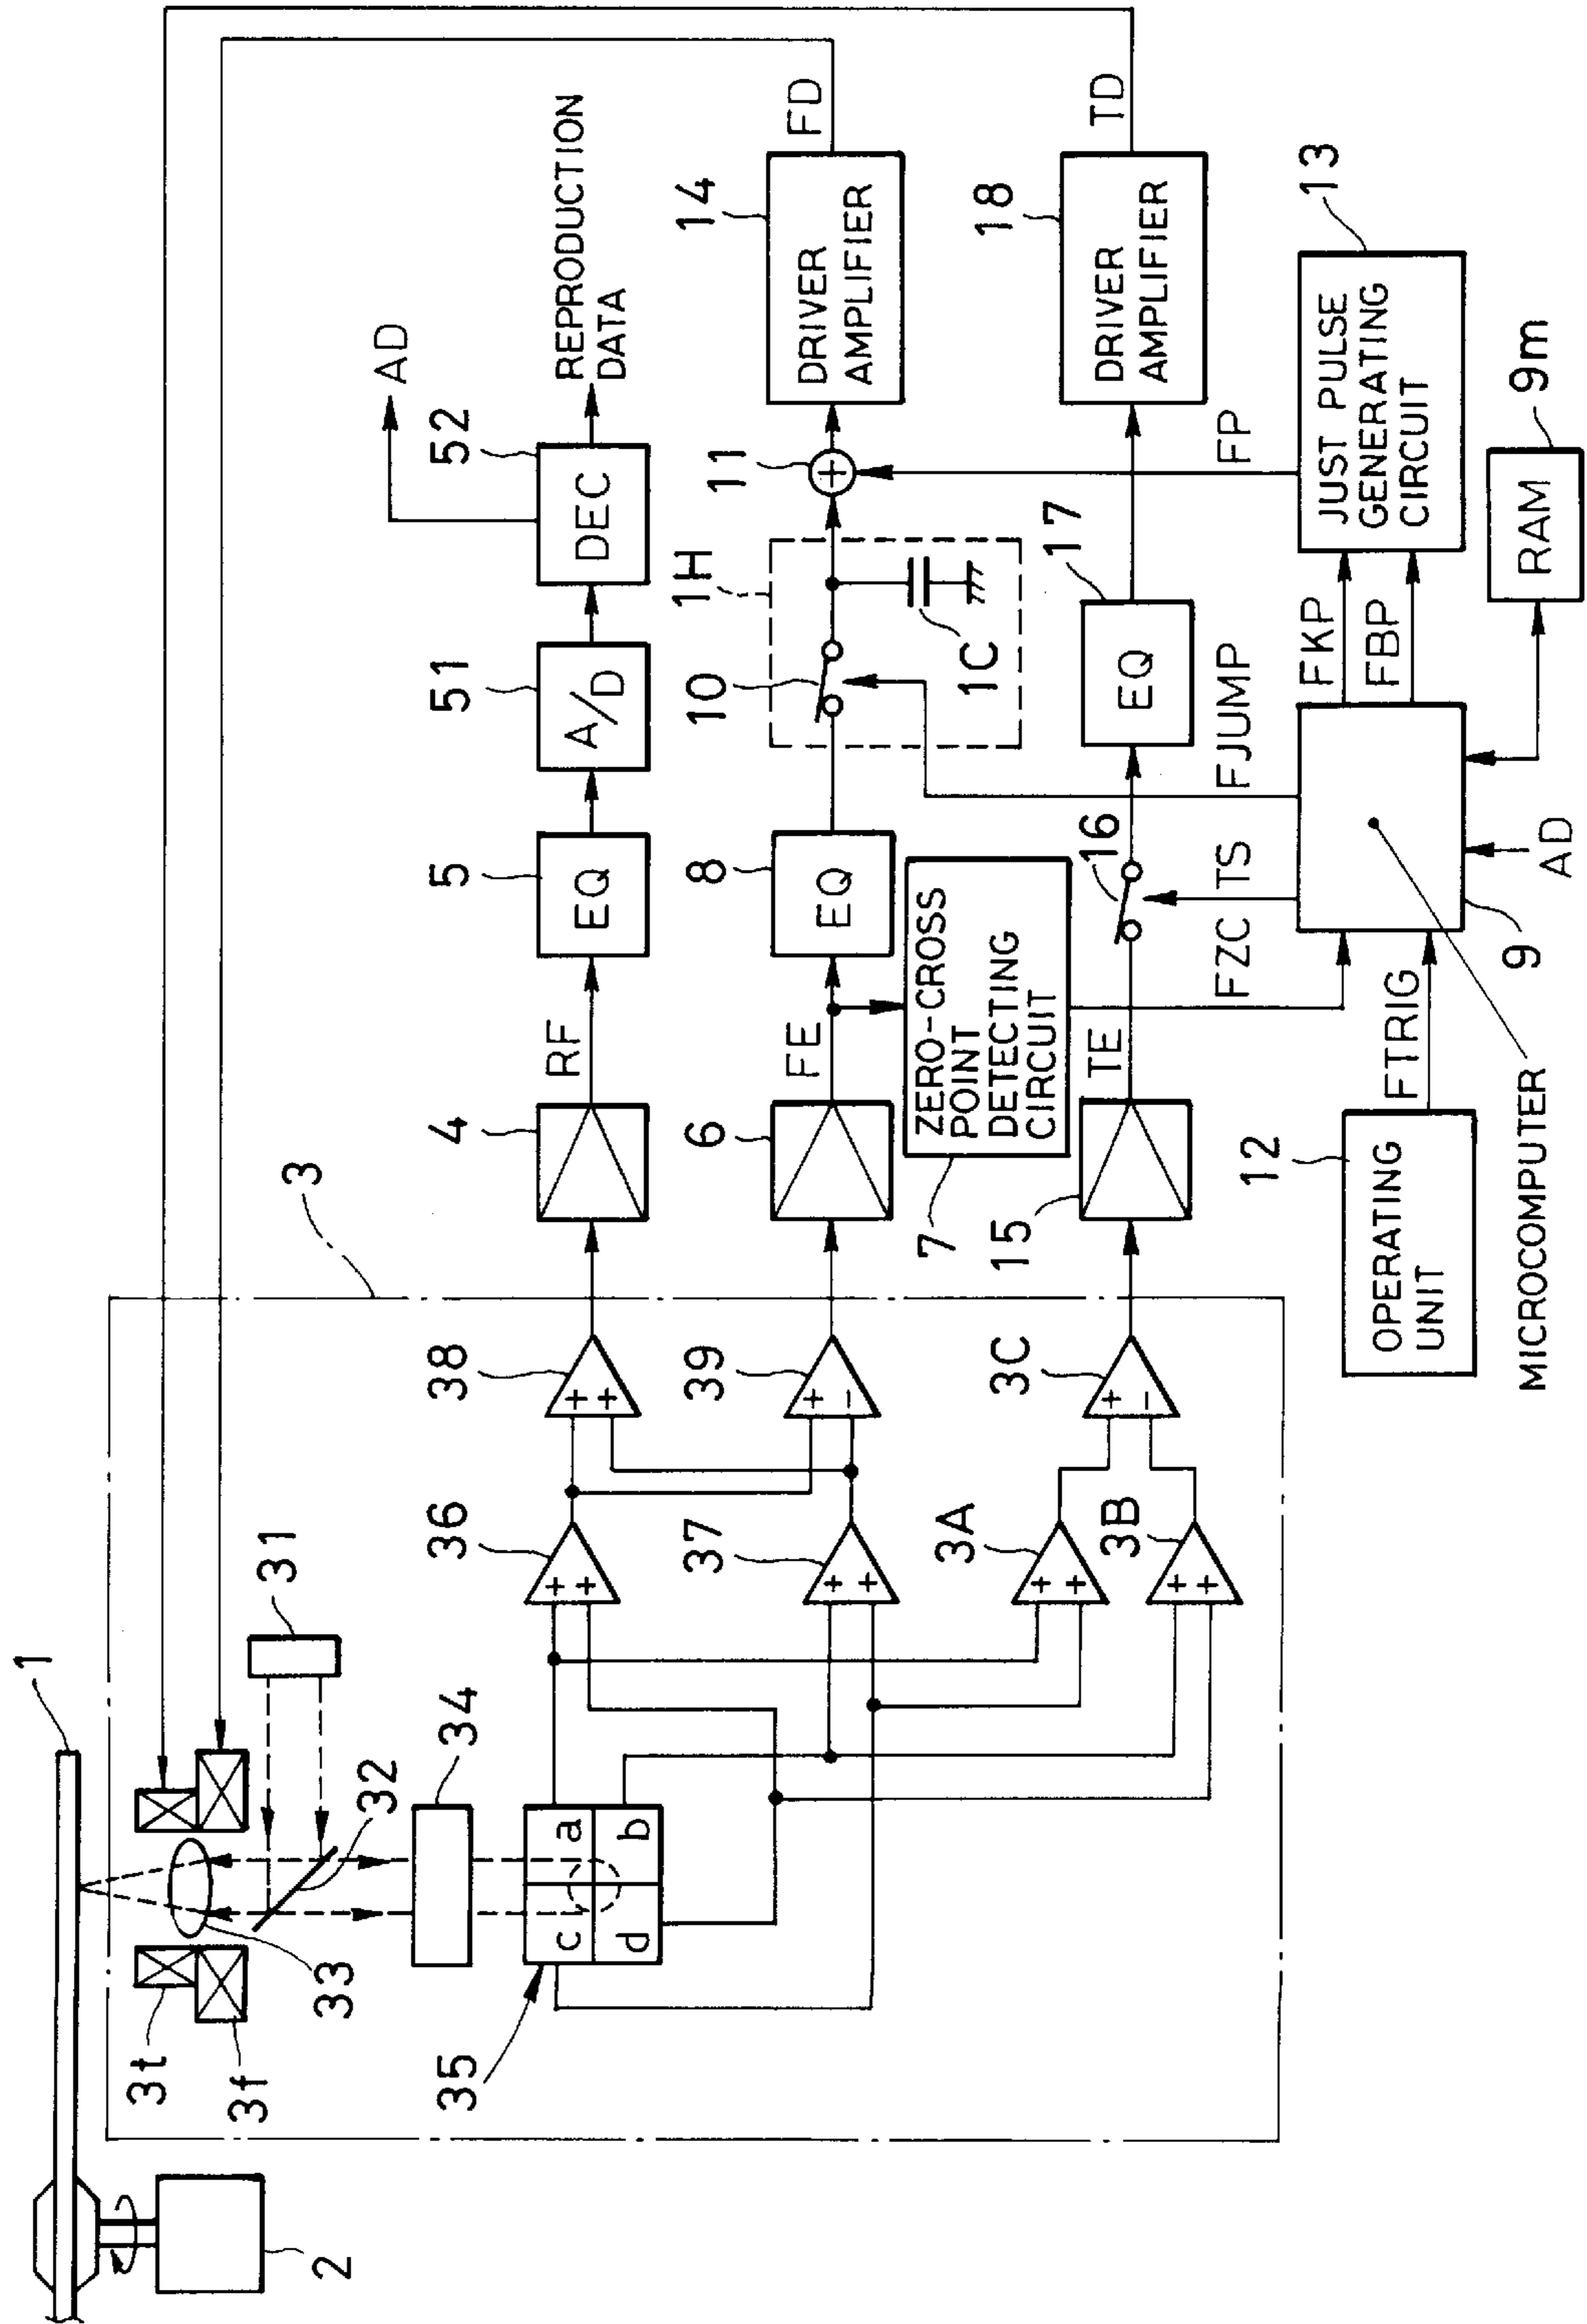 1
2
3
3t
3f
33
32
31
34
35
a
b
c
d
36
+
+
37
+
+
38
+
+
39
+
−
3A
+
+
3B
+
+
3C
+
−
4
RF
5
EQ
51
A/D
52
DEC
AD
REPRODUCTION
DATA
6
FE
8
EQ
10
1H
1C
11
+
14
DRIVER
AMPLIFIER
FD
7
ZERO-CROSS
POINT
DETECTING
CIRCUIT
15
TE
16
17
EQ
18
DRIVER
AMPLIFIER
TD
FZC
TS
FJUMP
FP
12
OPERATING
UNIT
FTRIG
9
MICROCOMPUTER
AD
FKP
FBP
13
JUST PULSE
GENERATING
CIRCUIT
RAM
9m